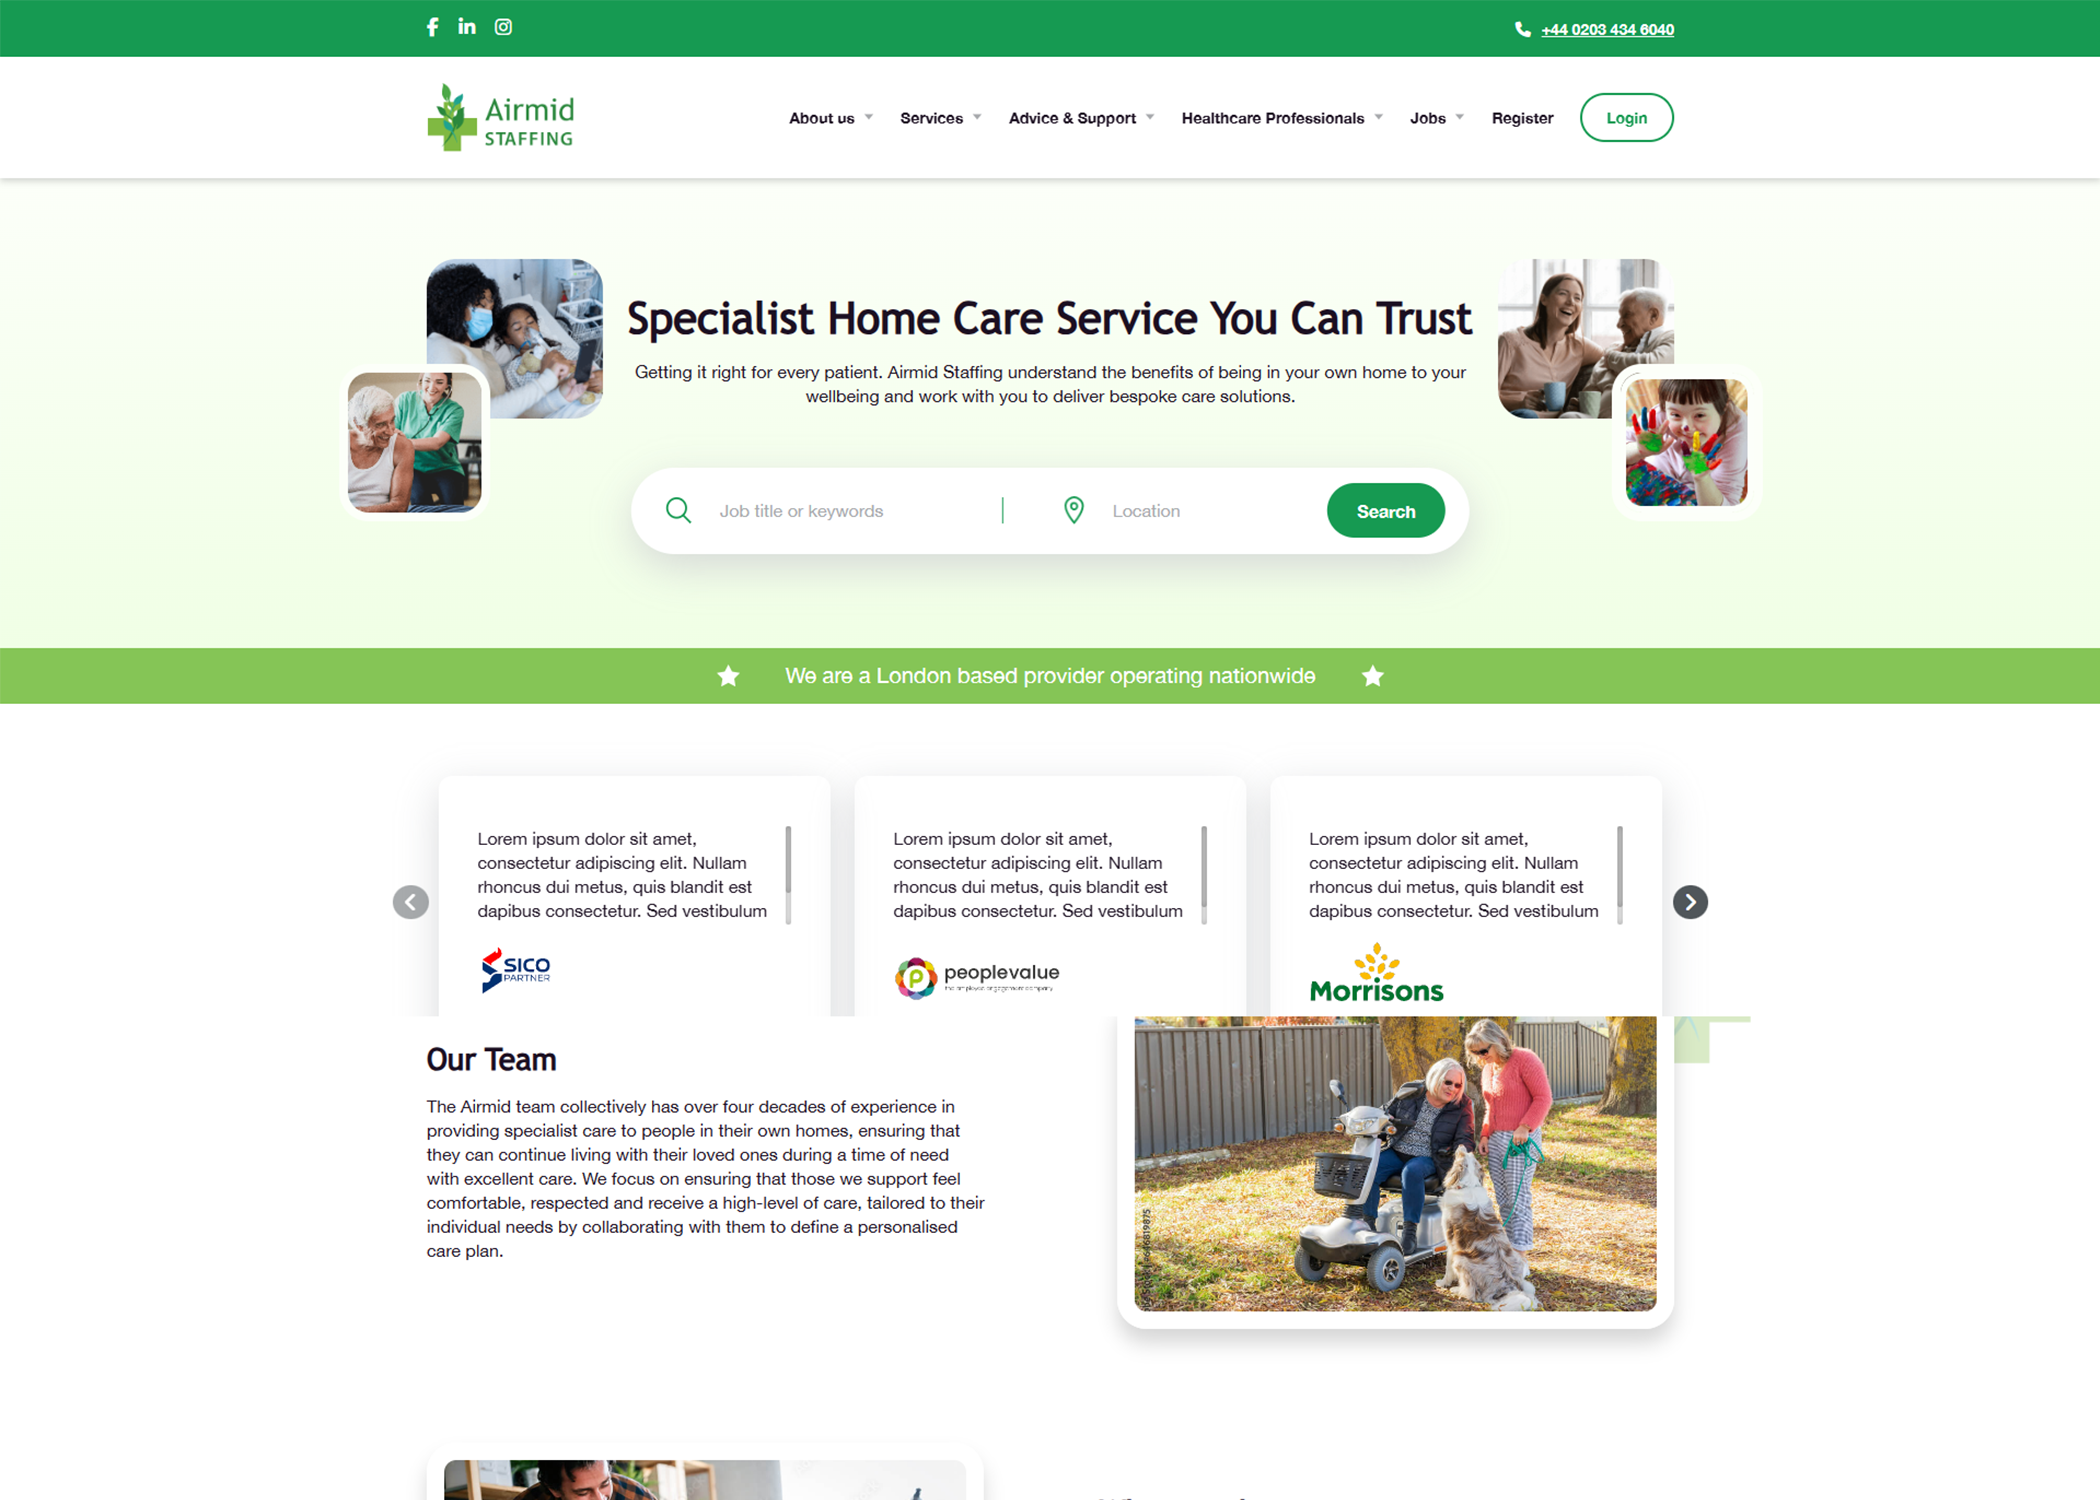 +44 0203 434 6040
Airmid
STAFFING
About us
Services
Advice & Support
Healthcare Professionals
Jobs
Register
Login
Specialist Home Care Service You Can Trust
Getting it right for every patient. Airmid Staffing understand the benefits of being in your own home to your
wellbeing and work with you to deliver bespoke care solutions.
Job title or keywords
Location
Search
We are a London based provider operating nationwide
Lorem ipsum dolor sit amet,
consectetur adipiscing elit. Nullam
rhoncus dui metus, quis blandit est
dapibus consectetur. Sed vestibulum
SICO
PARTNER
Lorem ipsum dolor sit amet,
consectetur adipiscing elit. Nullam
rhoncus dui metus, quis blandit est
dapibus consectetur. Sed vestibulum
peoplevalue
the employee engagement company
Lorem ipsum dolor sit amet,
consectetur adipiscing elit. Nullam
rhoncus dui metus, quis blandit est
dapibus consectetur. Sed vestibulum
Morrisons
Our Team
The Airmid team collectively has over four decades of experience in
providing specialist care to people in their own homes, ensuring that
they can continue living with their loved ones during a time of need
with excellent care. We focus on ensuring that those we support feel
comfortable, respected and receive a high-level of care, tailored to their
individual needs by collaborating with them to define a personalised
care plan.